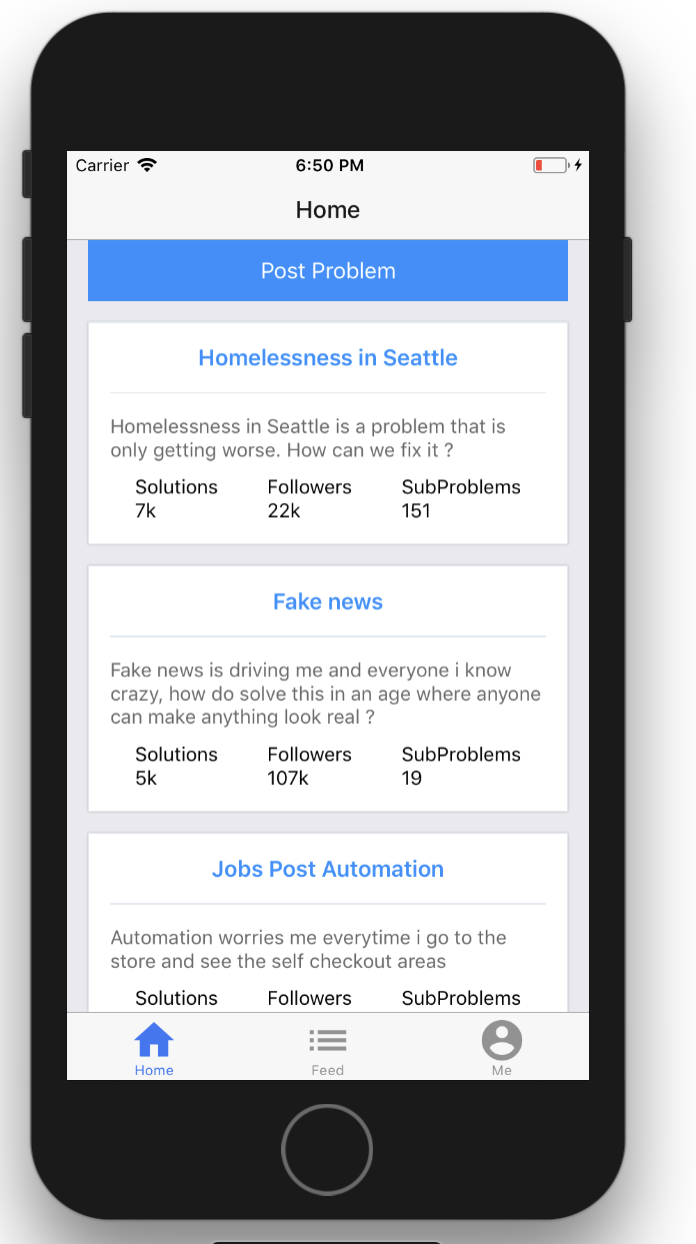 Carrier 6:50 PM
Home
Post Problem
Homelessness in Seattle
Homelessness in Seattle is a problem that is
only getting worse. How can we fix it ?
Solutions Followers SubProblems
7k 22k 151
Fake news
Fake news is driving me and everyone i know
crazy, how do solve this in an age where anyone
can make anything look real ?
Solutions Followers SubProblems
5k 107k 19
Jobs Post Automation
Automation worries me everytime i go to the
store and see the self checkout areas
Solutions Followers SubProblems
Home Feed Me